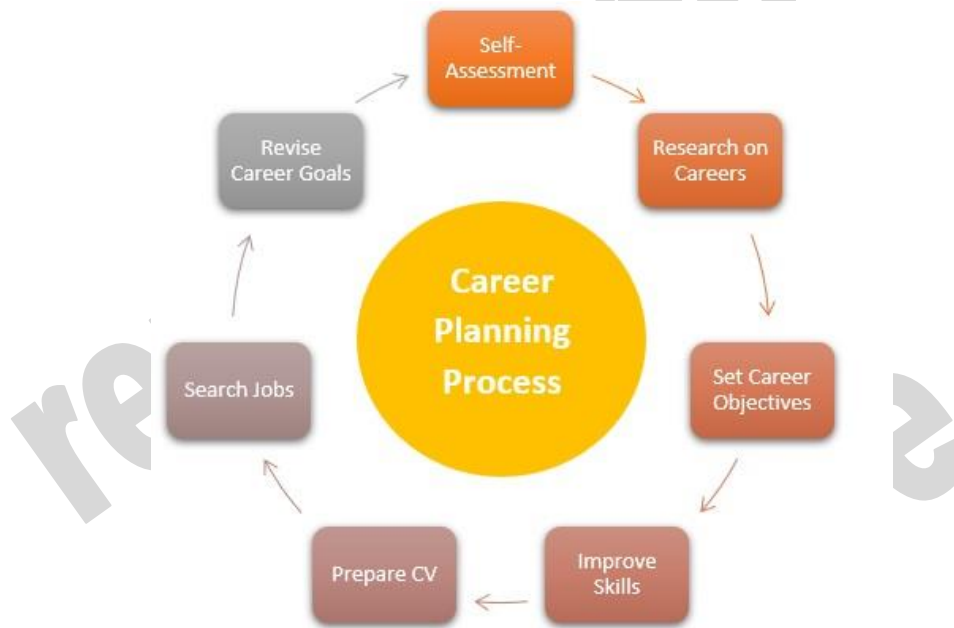 Self-
Assessment
Research on
Careers
Set Career
Objectives
Improve
Skills
Prepare CV
Search Jobs
Revise
Career Goals
Career
Planning
Process